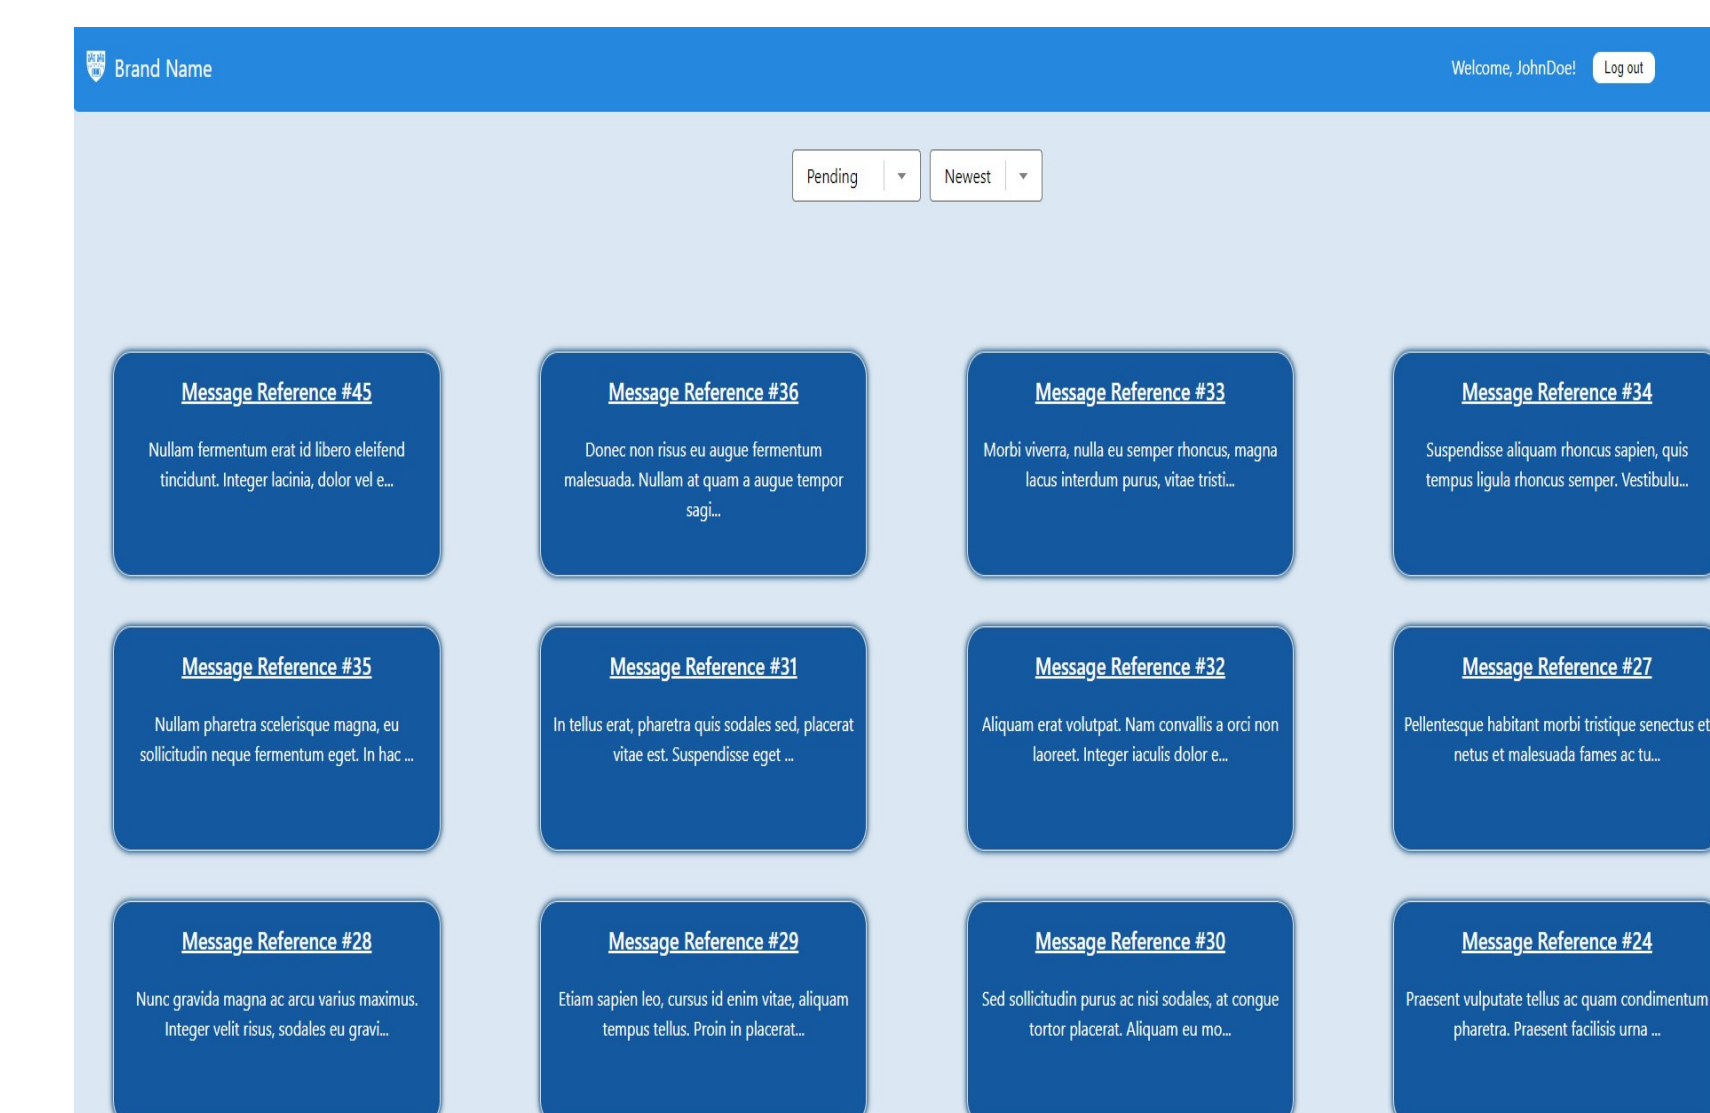 Brand Name
Welcome, JohnDoe!
Log out
Pending
Newest
Message Reference #45
Nullam fermentum erat id libero eleifend
tincidunt. Integer lacinia, dolor vel e...
Message Reference #36
Donec non risus eu augue fermentum
malesuada. Nullam at quam a augue tempor
sagi...
Message Reference #33
Morbi viverra, nulla eu semper rhoncus, magna
lacus interdum purus, vitae tristi...
Message Reference #34
Suspendisse aliquam rhoncus sapien, quis
tempus ligula rhoncus semper. Vestibulu...
Message Reference #35
Nullam pharetra scelerisque magna, eu
sollicitudin neque fermentum eget. In hac ...
Message Reference #31
In tellus erat, pharetra quis sodales sed, placerat
vitae est. Suspendisse eget ...
Message Reference #32
Aliquam erat volutpat. Nam convallis a orci non
laoreet. Integer iaculis dolor e...
Message Reference #27
Pellentesque habitant morbi tristique senectus et
netus et malesuada fames ac tu...
Message Reference #28
Nunc gravida magna ac arcu varius maximus.
Integer velit risus, sodales eu gravi...
Message Reference #29
Etiam sapien leo, cursus id enim vitae, aliquam
tempus tellus. Proin in placerat...
Message Reference #30
Sed sollicitudin purus ac nisi sodales, at congue
tortor placerat. Aliquam eu mo...
Message Reference #24
Praesent vulputate tellus ac quam condimentum
pharetra. Praesent facilisis urna ...